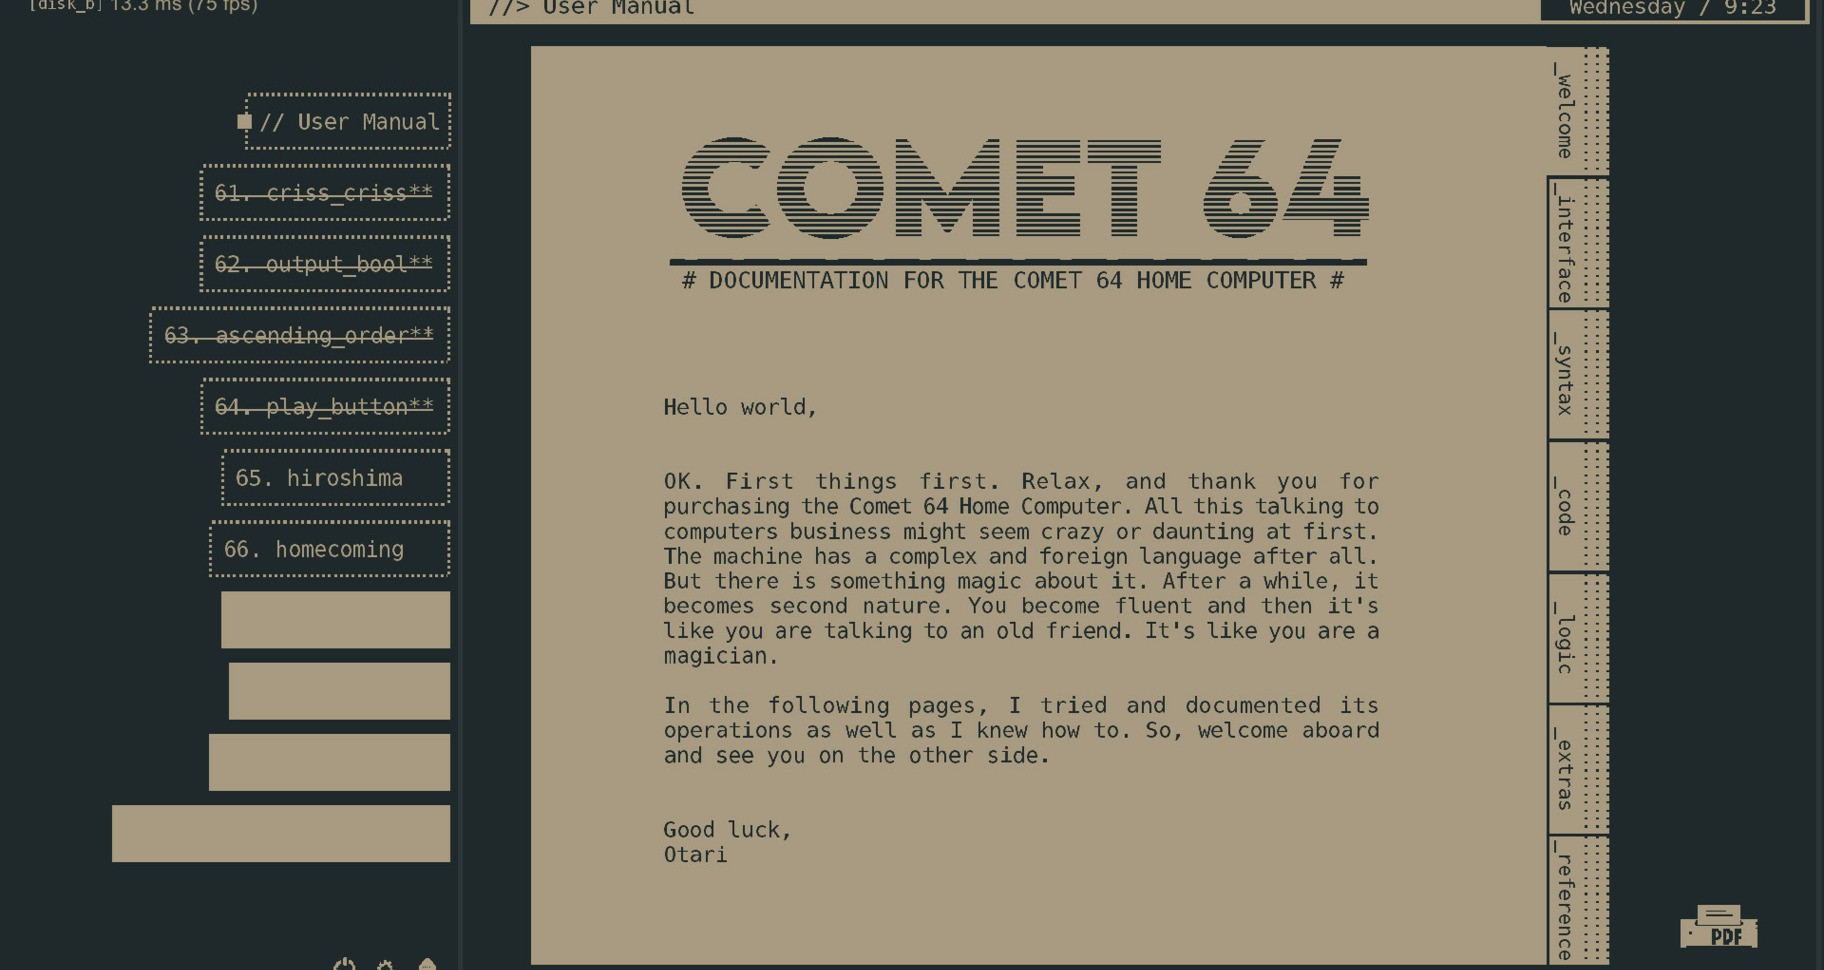 [disk_b] 13.3 ms (75 fps)
//> User Manual
Wednesday / 9:23
// User Manual
61. criss_criss**
62. output_bool**
63. ascending_order**
64. play_button**
65. hiroshima
66. homecoming
COMET 64
# DOCUMENTATION FOR THE COMET 64 HOME COMPUTER #
Hello world,
OK. First things first. Relax, and thank you for
purchasing the Comet 64 Home Computer. All this talking to
computers business might seem crazy or daunting at first.
The machine has a complex and foreign language after all.
But there is something magic about it. After a while, it
becomes second nature. You become fluent and then it's
like you are talking to an old friend. It's like you are a
magician.
In the following pages, I tried and documented its
operations as well as I knew how to. So, welcome aboard
and see you on the other side.
Good luck,
Otari
_welcome
_interface
_syntax
_code
_logic
_extras
_reference
PDF